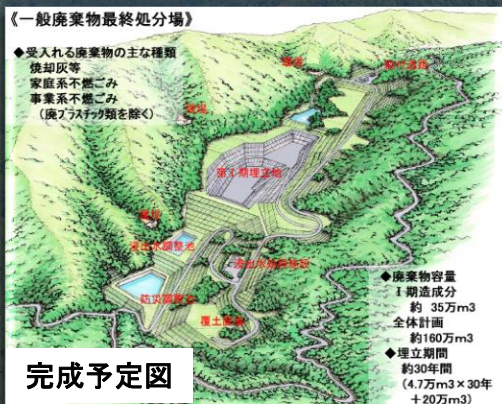 《一般廃棄物最終処分場》
◆受入れる廃棄物の主な種類
焼却灰等
家庭系不燃ごみ
事業系不燃ごみ
(廃プラスチック類を除く)
第Ⅰ期埋立地
浸出水調整池
防災調整池
◆廃棄物容量
Ⅰ期造成分
約 35万m3
全体計画
約160万m3
◆埋立期間
約30年間
(4.7万m3×30年
+20万m3)
完成予定図